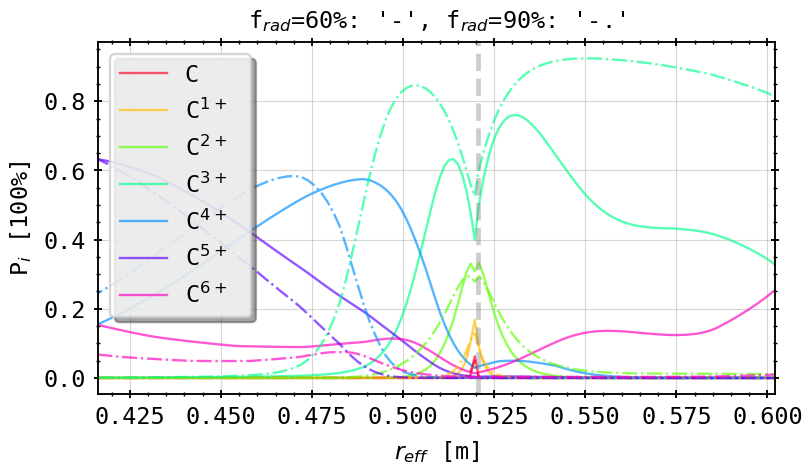 f_rad=60%: '-', f_rad=90%: '-.'
C
C^1+
C^2+
C^3+
C^4+
C^5+
C^6+
P_i [100%]
0.8
0.6
0.4
0.2
0.0
0.425 0.450 0.475 0.500 0.525 0.550 0.575 0.600
r_eff [m]